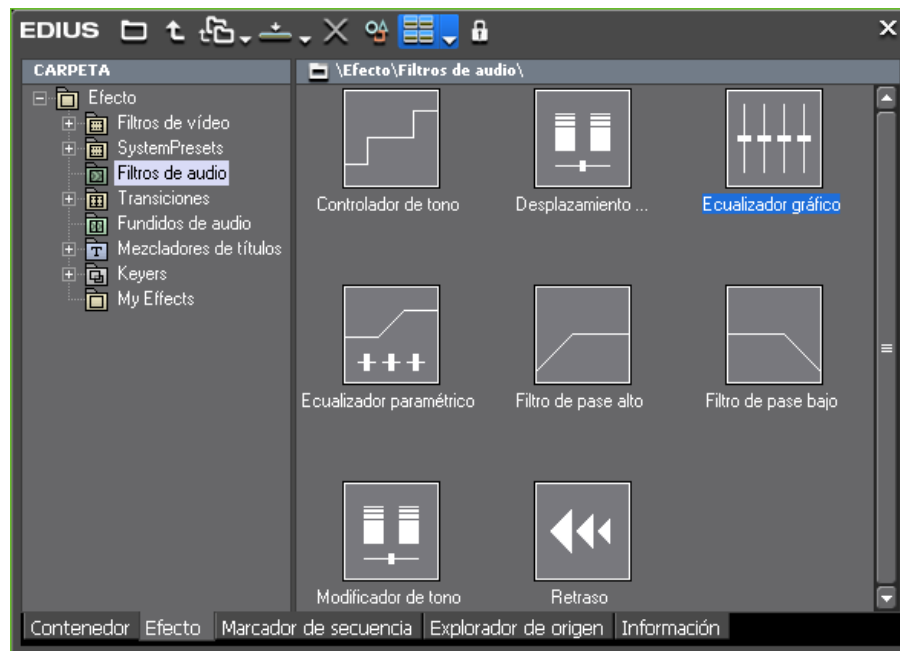 EDIUS
CARPETA
\Efecto\Filtros de audio\
Efecto
Filtros de vídeo
SystemPresets
Filtros de audio
Transiciones
Fundidos de audio
Mezcladores de títulos
Keyers
My Effects
Controlador de tono
Desplazamiento ...
Ecualizador gráfico
Ecualizador paramétrico
Filtro de pase alto
Filtro de pase bajo
Modificador de tono
Retraso
Contenedor Efecto Marcador de secuencia Explorador de origen Información